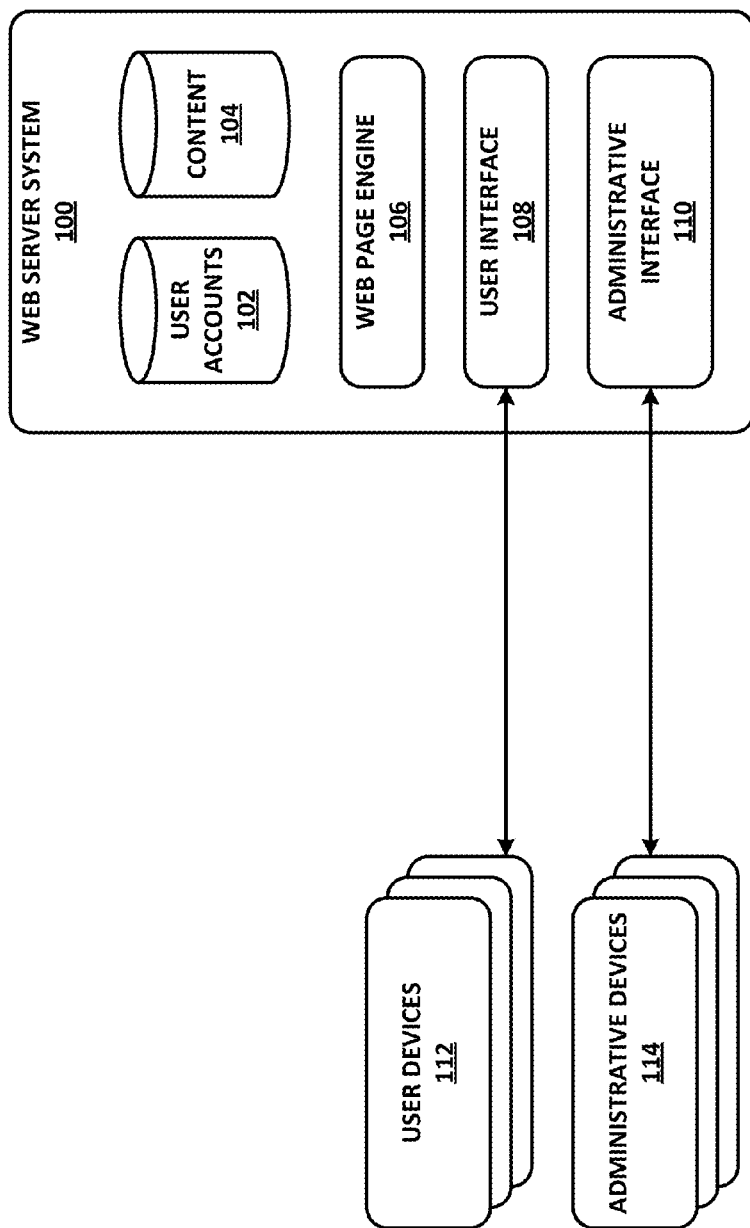 WEB SERVER SYSTEM
100
USER
ACCOUNTS
102
CONTENT
104
WEB PAGE ENGINE
106
USER INTERFACE
108
ADMINISTRATIVE
INTERFACE
110
USER DEVICES
112
ADMINISTRATIVE DEVICES
114